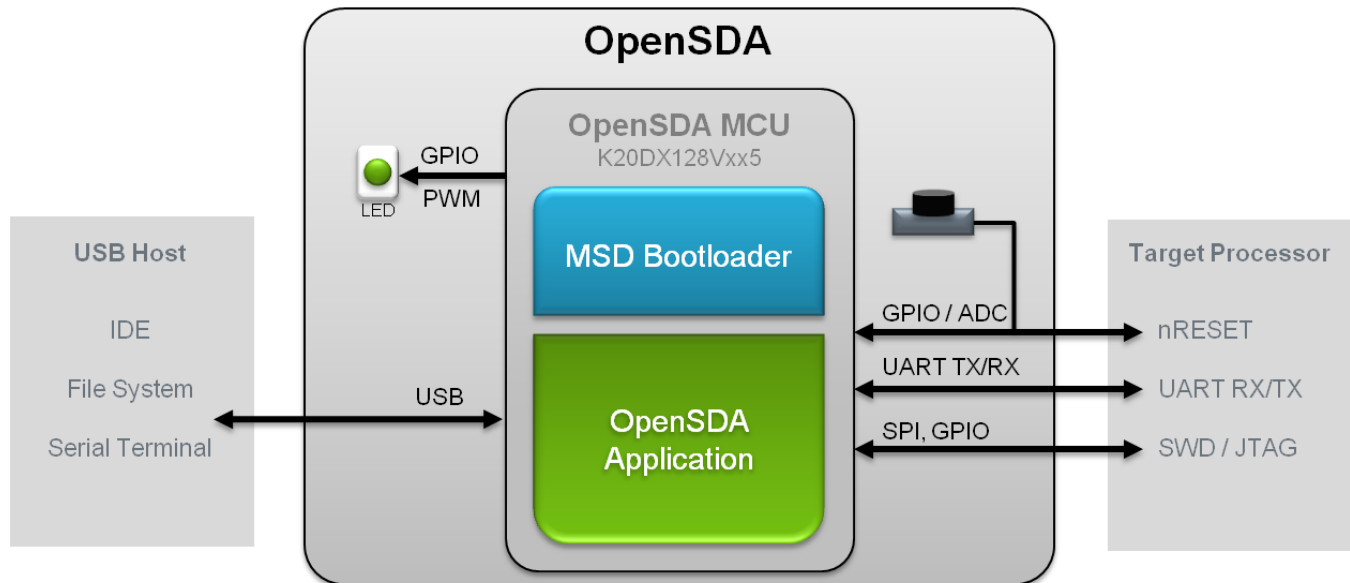 OpenSDA
OpenSDA MCU
K20DX128Vxx5
GPIO
PWM
LED
MSD Bootloader
OpenSDA
Application
USB Host
IDE
File System
Serial Terminal
USB
GPIO / ADC
UART TX/RX
SPI, GPIO
Target Processor
nRESET
UART RX/TX
SWD / JTAG